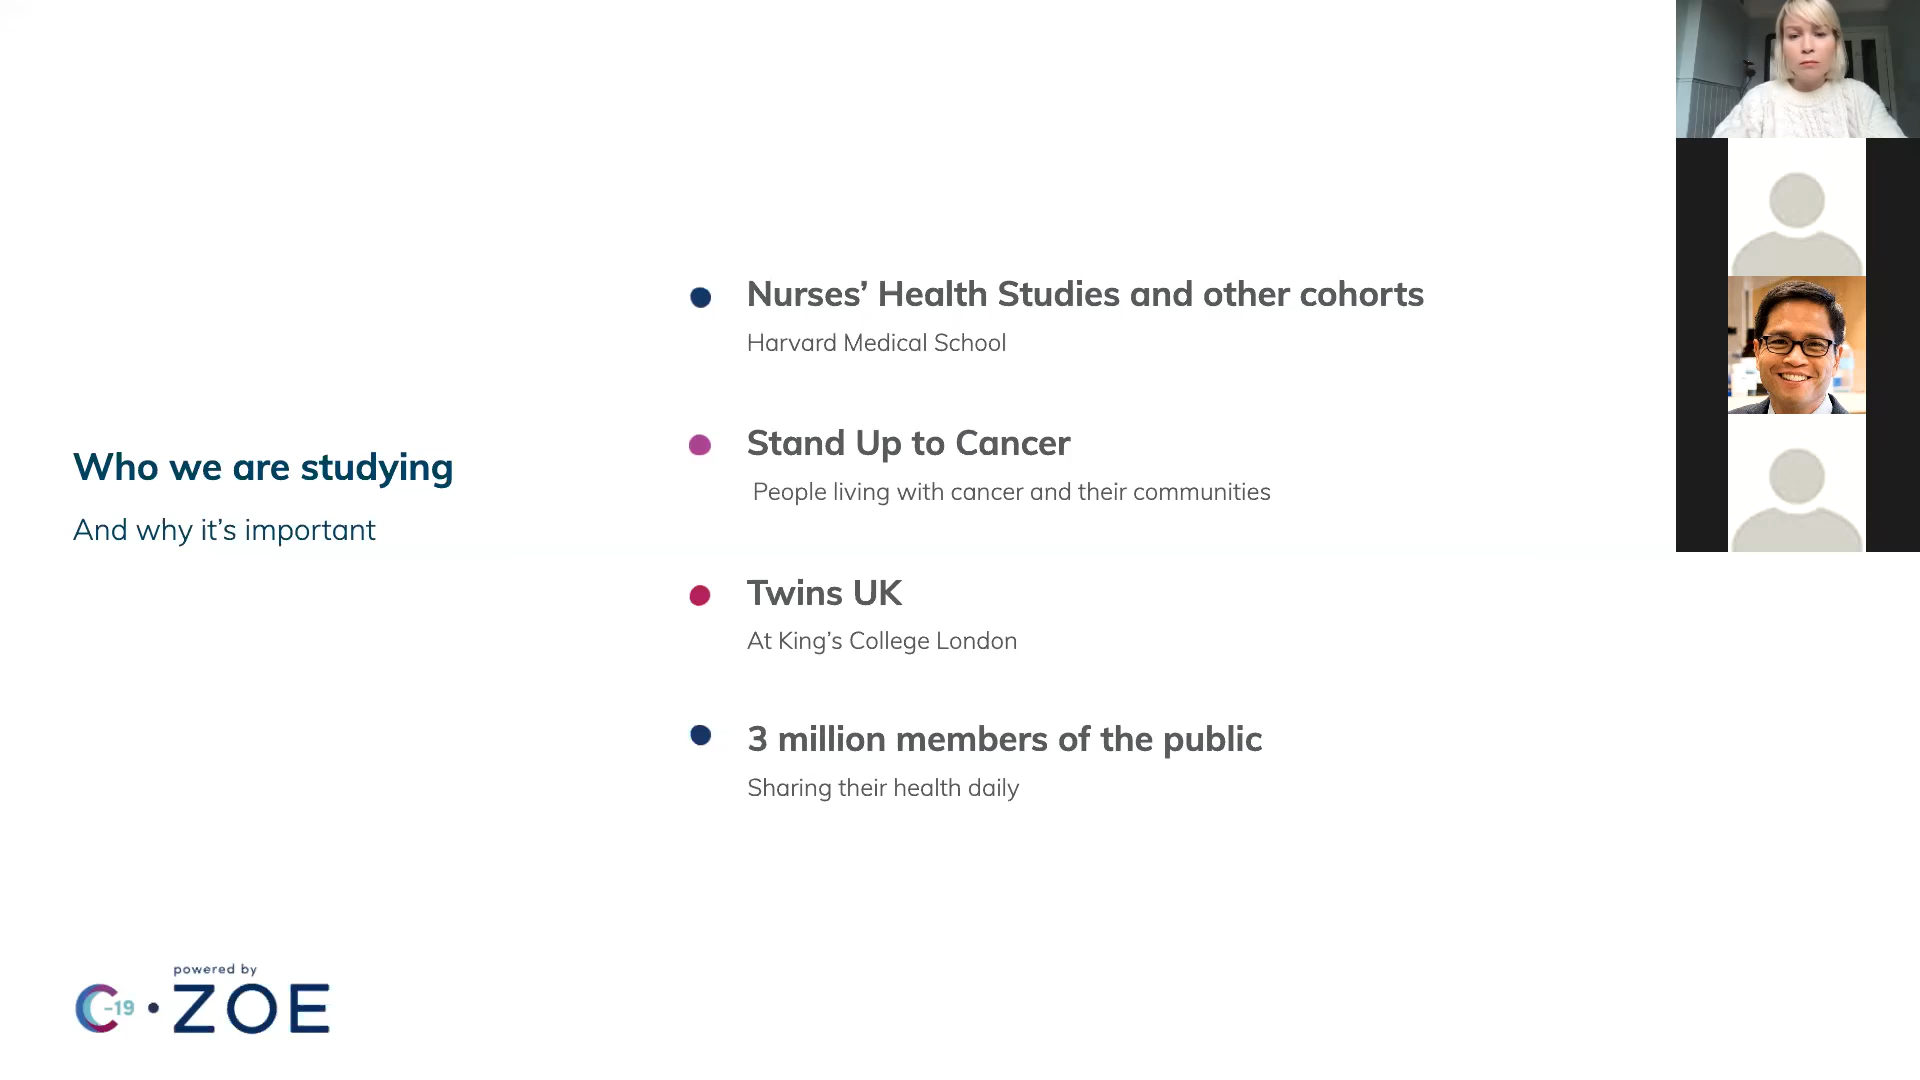 Who we are studying
And why it's important
Nurses’ Health Studies and other cohorts
Harvard Medical School
Stand Up to Cancer
People living with cancer and their communities
Twins UK
At King’s College London
3 million members of the public
Sharing their health daily
powered by
C-19 • ZOE